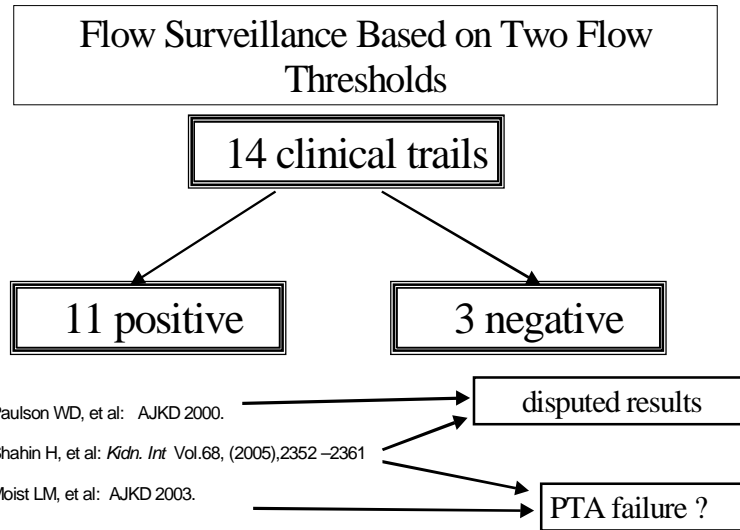 Flow Surveillance Based on Two Flow
Thresholds
14 clinical trails
11 positive
3 negative
Paulson WD, et al: AJKD 2000.
disputed results
Shahin H, et al: Kidn. Int Vol.68, (2005),2352 –2361
Moist LM, et al: AJKD 2003.
PTA failure ?